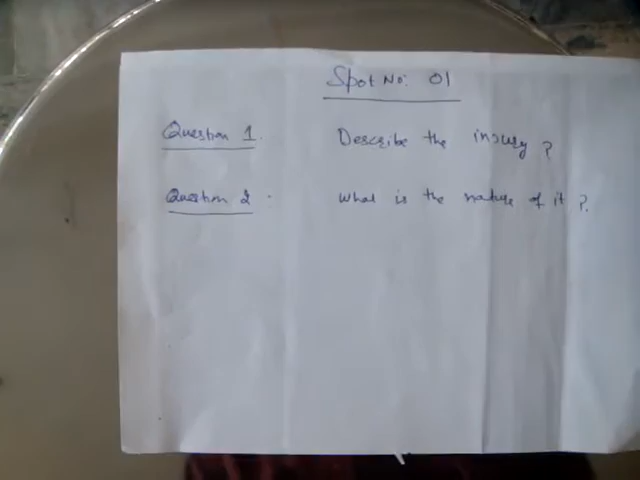 Spot No: 01
Question 1. Describe the injury ?
Question 2. What is the nature of it ?